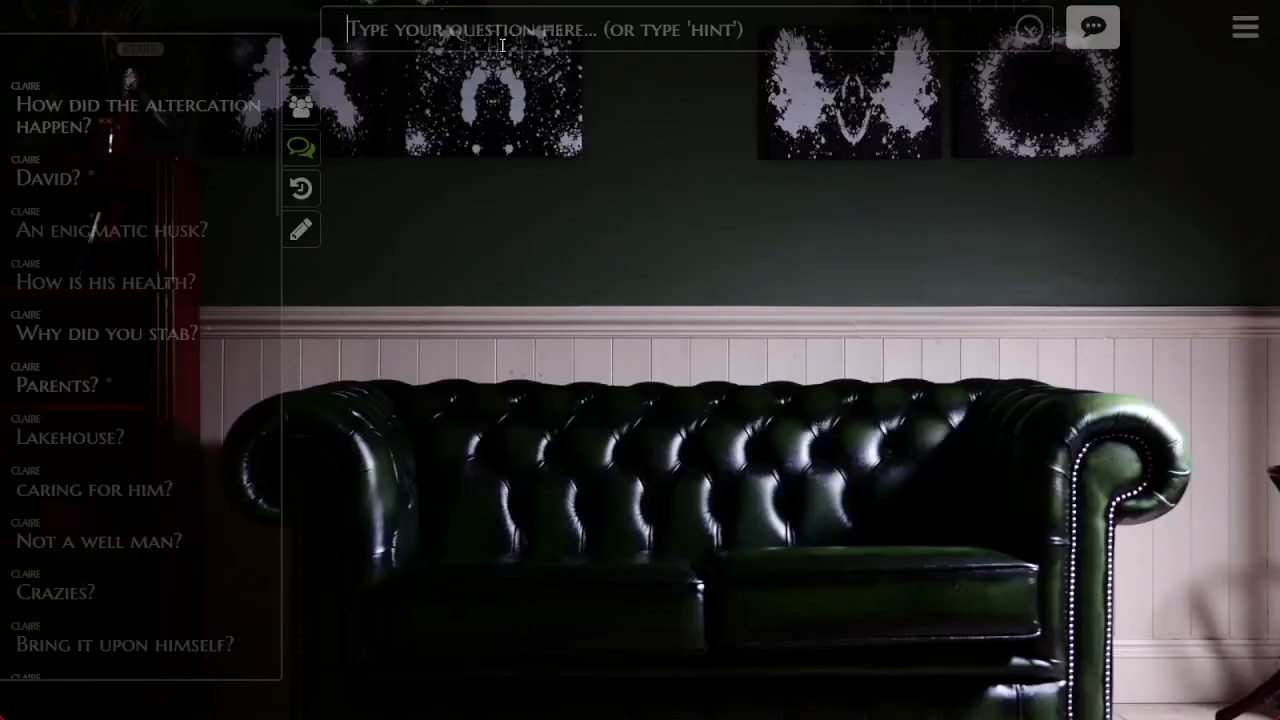 Type your question here... (or type 'hint')
CLAIRE
How did the altercation
happen? **
CLAIRE
David? *
CLAIRE
An enigmatic husk?
CLAIRE
How is his health?
CLAIRE
Why did you stab? *
CLAIRE
Parents? *
CLAIRE
Lakehouse?
CLAIRE
caring for him?
CLAIRE
Not a well man?
CLAIRE
Crazies?
CLAIRE
Bring it upon himself?
CLAIRE